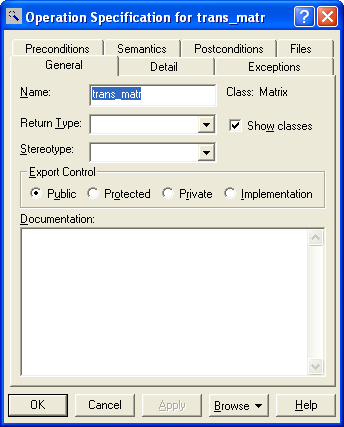 Operation Specification for trans_matr
Preconditions Semantics Postconditions Files
General Detail Exceptions
Name: trans_matr Class: Matrix
Return Type: Show classes
Stereotype:
Export Control
Public Protected Private Implementation
Documentation:
OK Cancel Apply Browse Help